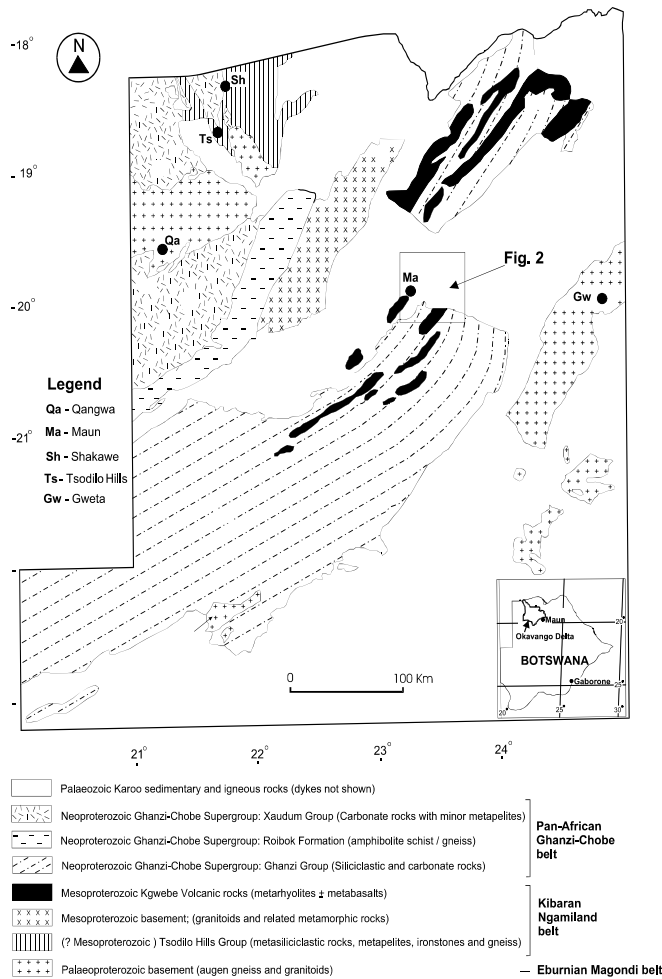 -18°
N
Sh
Ts
-19°
Qa
Fig. 2
Ma
Gw
-20°
Legend
Qa - Qangwa
Ma - Maun
Sh - Shakawe
Ts - Tsodilo Hills
Gw - Gweta
-21°
Maun
20
Okavango Delta
BOTSWANA
Gaborone
25
20
25
30
0 100 Km
21° 22° 23° 24°
Palaeozoic Karoo sedimentary and igneous rocks (dykes not shown)
Neoproterozoic Ghanzi-Chobe Supergroup: Xaudum Group (Carbonate rocks with minor metapelites)
Neoproterozoic Ghanzi-Chobe Supergroup: Roibok Formation (amphibolite schist / gneiss)
Neoproterozoic Ghanzi-Chobe Supergroup: Ghanzi Group (Siliciclastic and carbonate rocks)
Pan-African
Ghanzi-Chobe
belt
Mesoproterozoic Kgwebe Volcanic rocks (metarhyolites ± metabasalts)
Mesoproterozoic basement; (granitoids and related metamorphic rocks)
(? Mesoproterozoic ) Tsodilo Hills Group (metasiliciclastic rocks, metapelites, ironstones and gneiss)
Kibaran
Ngamiland
belt
Palaeoproterozoic basement (augen gneiss and granitoids)
— Eburnian Magondi belt